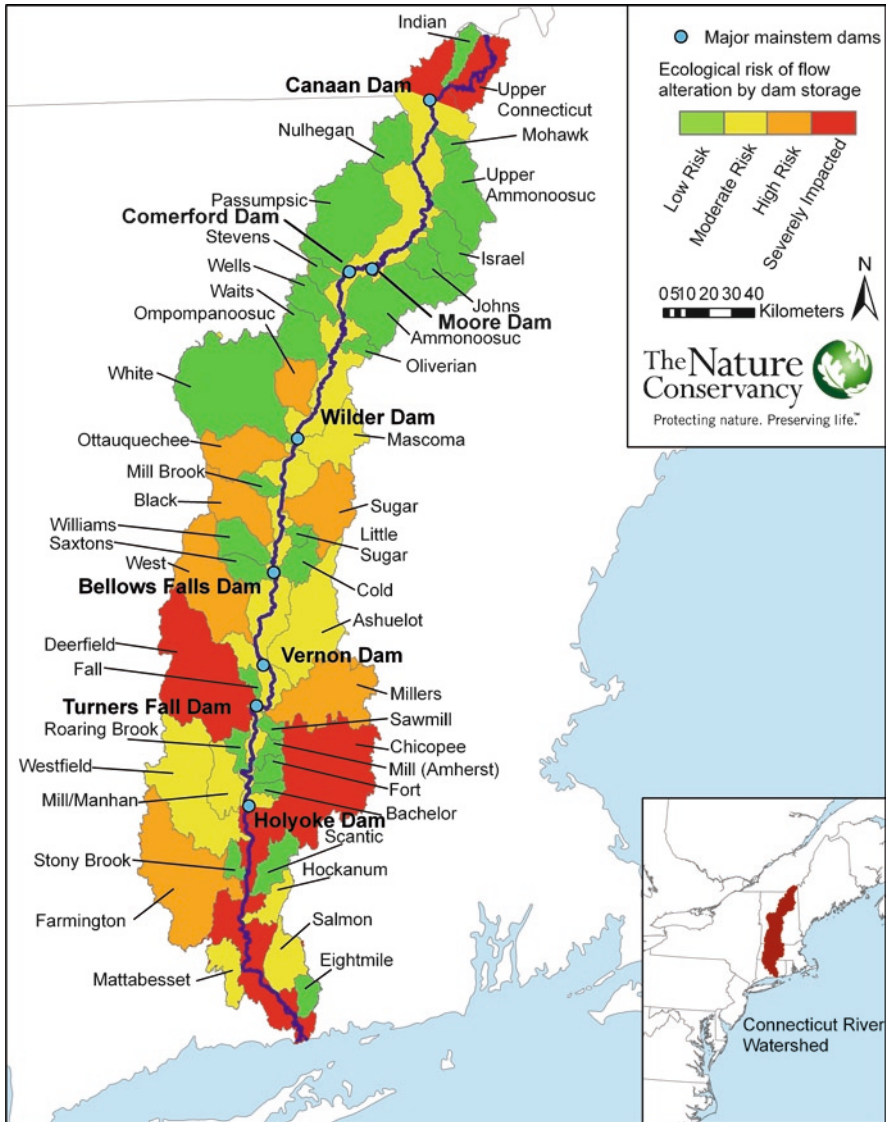 Indian
Canaan Dam
Upper
Connecticut
Nulhegan
Mohawk
Passumpsic
Upper
Ammonoosuc
Comerford Dam
Stevens
Wells
Israel
Waits
Johns
Ompompanoosuc
Moore Dam
Ammonoosuc
Oliverian
White
Wilder Dam
Ottauquechee
Mascoma
Mill Brook
Black
Sugar
Williams
Little
Sugar
Saxtons
West
Cold
Bellows Falls Dam
Ashuelot
Deerfield
Fall
Vernon Dam
Millers
Turners Fall Dam
Sawmill
Roaring Brook
Chicopee
Westfield
Mill (Amherst)
Fort
Mill/Manhan
Bachelor
Holyoke Dam
Scantic
Stony Brook
Hockanum
Farmington
Salmon
Mattabesset
Eightmile
Major mainstem dams
Ecological risk of flow
alteration by dam storage
Low Risk
Moderate Risk
High Risk
Severely Impacted
N
0 5 10 20 30 40
Kilometers
The Nature
Conservancy
Protecting nature. Preserving life.™
Connecticut River
Watershed